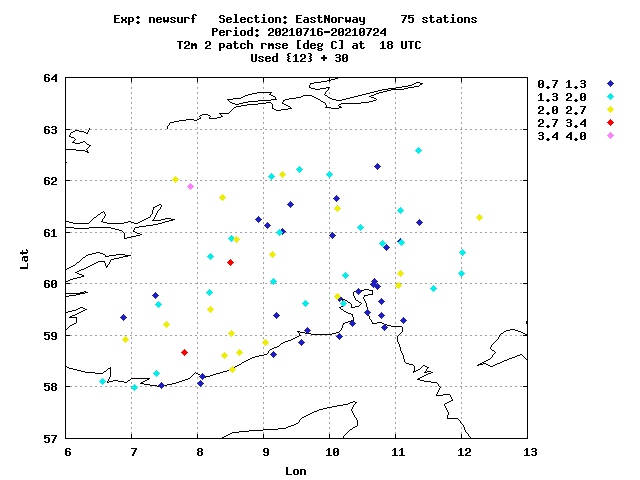 Exp: newsurf   Selection: EastNorway     75 stations
Period: 20210716-20210724
T2m 2 patch rmse [deg C] at  18 UTC
Used {12} + 30
0.7 1.3
1.3 2.0
2.0 2.7
2.7 3.4
3.4 4.0
64
63
62
61
60
59
58
57
Lat
6 7 8 9 10 11 12 13
Lon